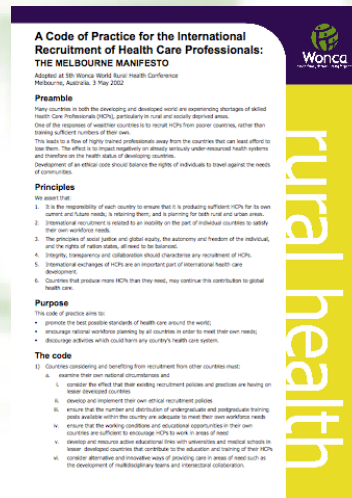 A Code of Practice for the International
Recruitment of Health Care Professionals:
THE MELBOURNE MANIFESTO
Adopted at 5th Wonca World Rural Health Conference
Melbourne, Australia. 3 May 2002
Wonca
Preamble
Many countries in both the developing and developed world are experiencing shortages of skilled
Health Care Professionals (HCPs), particularly in rural and socially deprived areas.
One of the responses of wealthier countries is to recruit HCPs from poorer countries, rather than
training sufficient numbers of their own.
This leads to a flow of highly trained professionals away from the countries that can least afford to
lose them. The effect is to impact negatively on already seriously under-resourced health systems
and therefore on the health status of developing countries.
Development of an ethical code should balance the rights of individuals to travel against the needs
of communities.
Principles
We assert that:
1. It is the responsibility of each country to ensure that it is producing sufficient HCPs for its own
current and future needs; is retaining them, and is planning for both rural and urban areas.
2. International recruitment is related to an inability on the part of individual countries to satisfy
their own workforce needs.
3. The principles of social justice and global equity, the autonomy and freedom of the individual,
and the rights of nation states, all need to be balanced.
4. Integrity, transparency and collaboration should characterise any recruitment of HCPs.
5. International exchanges of HCPs are an important part of international health care
development.
6. Countries that produce more HCPs than they need, may continue this contribution to global
health care.
Purpose
This code of practice aims to:
• promote the best possible standards of health care around the world;
• encourage rational workforce planning by all countries in order to meet their own needs;
• discourage activities which could harm any country's health care system.
The code
1) Countries considering and benefiting from recruitment from other countries must:
a. examine their own national circumstances and
i. consider the effect that their existing recruitment policies and practices are having on
lesser developed countries
ii. develop and implement their own ethical recruitment policies
iii. ensure that the number and distribution of undergraduate and postgraduate training
posts available within the country are adequate to meet their own workforce needs
iv. ensure that the working conditions and educational opportunities in their own
countries are sufficient to encourage HCPs to work in areas of need
v. develop and resource active educational links with universities and medical schools in
lesser developed countries that contribute to the education and training of their HCPs
vi. consider alternative and innovative ways of providing care in areas of need such as
the development of multidisciplinary teams and intersectoral collaboration.
rural health